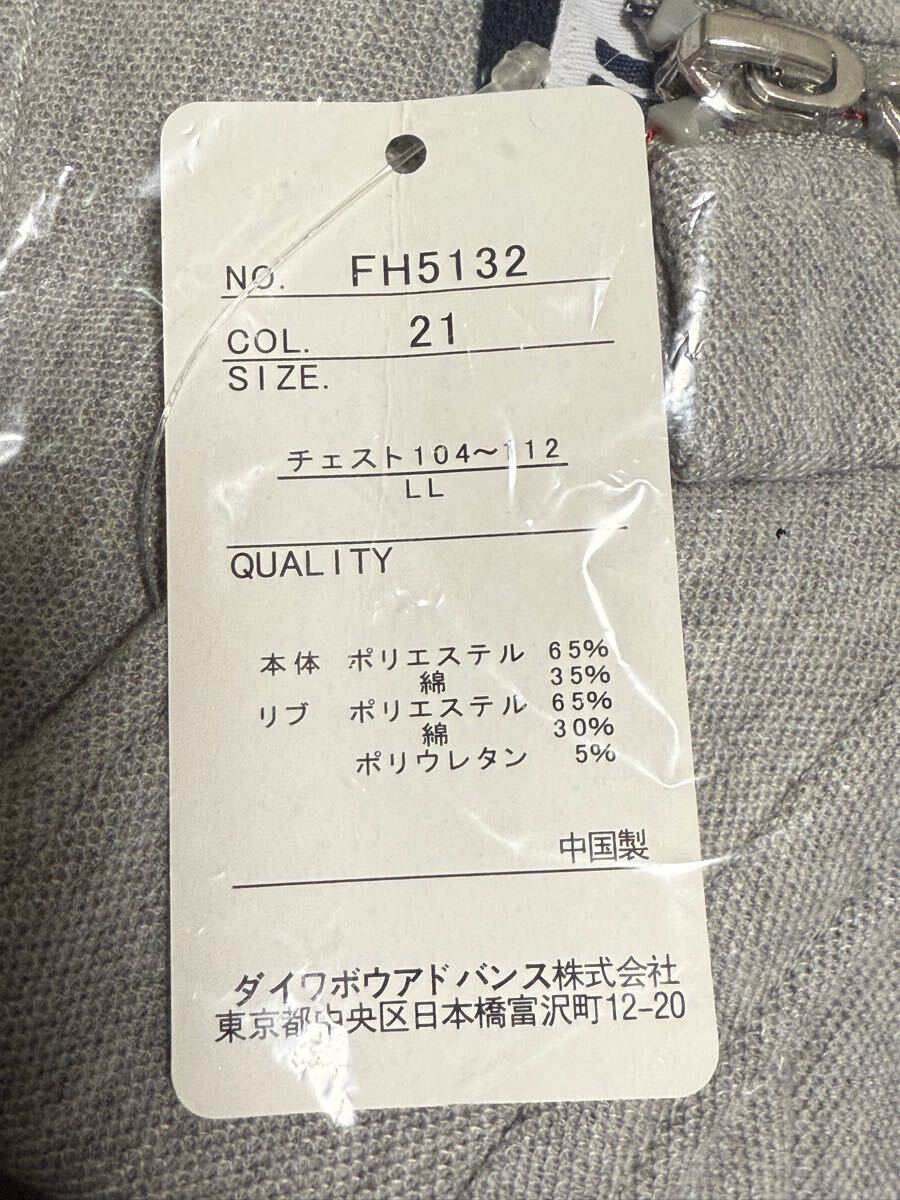 NO. FH5132
COL. 21
SIZE.
チェスト104～112
LL
QUALITY
本体 ポリエステル 65%
綿 35%
リブ ポリエステル 65%
綿 30%
ポリウレタン 5%
中国製
ダイワボウアドバンス株式会社
東京都中央区日本橋富沢町12-20